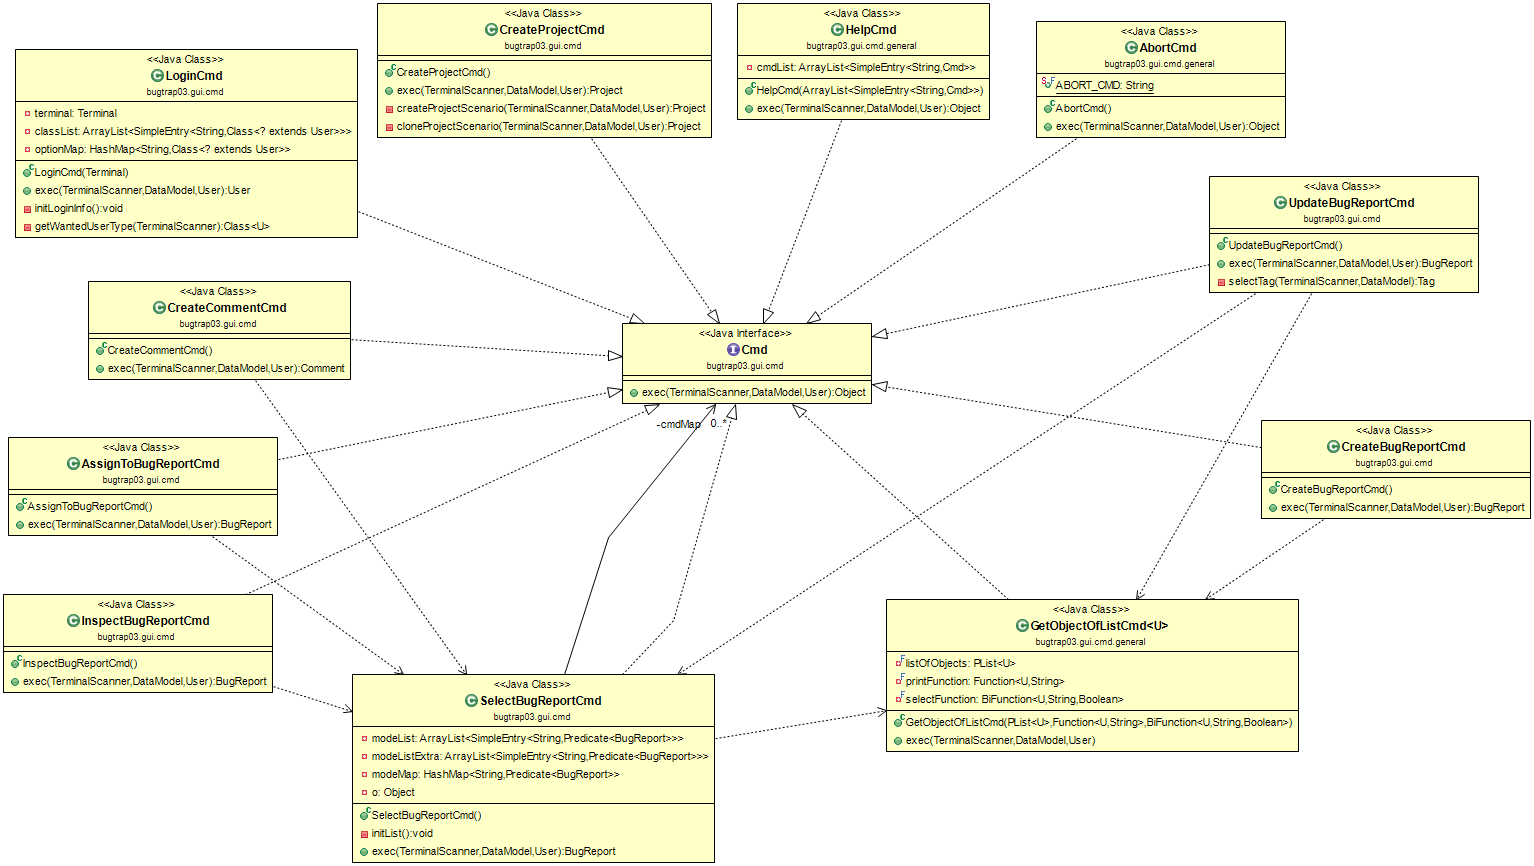 <<Java Class>>
LoginCmd
bugtrap03.gui.cmd
terminal: Terminal
classList: ArrayList<SimpleEntry<String,Class<? extends User>>>
optionMap: HashMap<String,Class<? extends User>>
LoginCmd(Terminal)
exec(TerminalScanner,DataModel,User):User
initLoginInfo():void
getWantedUserType(TerminalScanner):Class<U>
<<Java Class>>
CreateProjectCmd
bugtrap03.gui.cmd
CreateProjectCmd()
exec(TerminalScanner,DataModel,User):Project
createProjectScenario(TerminalScanner,DataModel,User):Project
cloneProjectScenario(TerminalScanner,DataModel,User):Project
<<Java Class>>
HelpCmd
bugtrap03.gui.cmd.general
cmdList: ArrayList<SimpleEntry<String,Cmd>>
HelpCmd(ArrayList<SimpleEntry<String,Cmd>>)
exec(TerminalScanner,DataModel,User):Object
<<Java Class>>
AbortCmd
bugtrap03.gui.cmd.general
ABORT_CMD: String
AbortCmd()
exec(TerminalScanner,DataModel,User):Object
<<Java Class>>
UpdateBugReportCmd
bugtrap03.gui.cmd
UpdateBugReportCmd()
exec(TerminalScanner,DataModel,User):BugReport
selectTag(TerminalScanner,DataModel):Tag
<<Java Class>>
CreateCommentCmd
bugtrap03.gui.cmd
CreateCommentCmd()
exec(TerminalScanner,DataModel,User):Comment
<<Java Interface>>
Cmd
bugtrap03.gui.cmd
exec(TerminalScanner,DataModel,User):Object
-cmdMap 0..*
<<Java Class>>
AssignToBugReportCmd
bugtrap03.gui.cmd
AssignToBugReportCmd()
exec(TerminalScanner,DataModel,User):BugReport
<<Java Class>>
CreateBugReportCmd
bugtrap03.gui.cmd
CreateBugReportCmd()
exec(TerminalScanner,DataModel,User):BugReport
<<Java Class>>
InspectBugReportCmd
bugtrap03.gui.cmd
InspectBugReportCmd()
exec(TerminalScanner,DataModel,User):BugReport
<<Java Class>>
SelectBugReportCmd
bugtrap03.gui.cmd
modeList: ArrayList<SimpleEntry<String,Predicate<BugReport>>>
modeListExtra: ArrayList<SimpleEntry<String,Predicate<BugReport>>>
modeMap: HashMap<String,Predicate<BugReport>>
o: Object
SelectBugReportCmd()
initList():void
exec(TerminalScanner,DataModel,User):BugReport
<<Java Class>>
GetObjectOfListCmd<U>
bugtrap03.gui.cmd.general
listOfObjects: PList<U>
printFunction: Function<U,String>
selectFunction: BiFunction<U,String,Boolean>
GetObjectOfListCmd(PList<U>,Function<U,String>,BiFunction<U,String,Boolean>)
exec(TerminalScanner,DataModel,User)